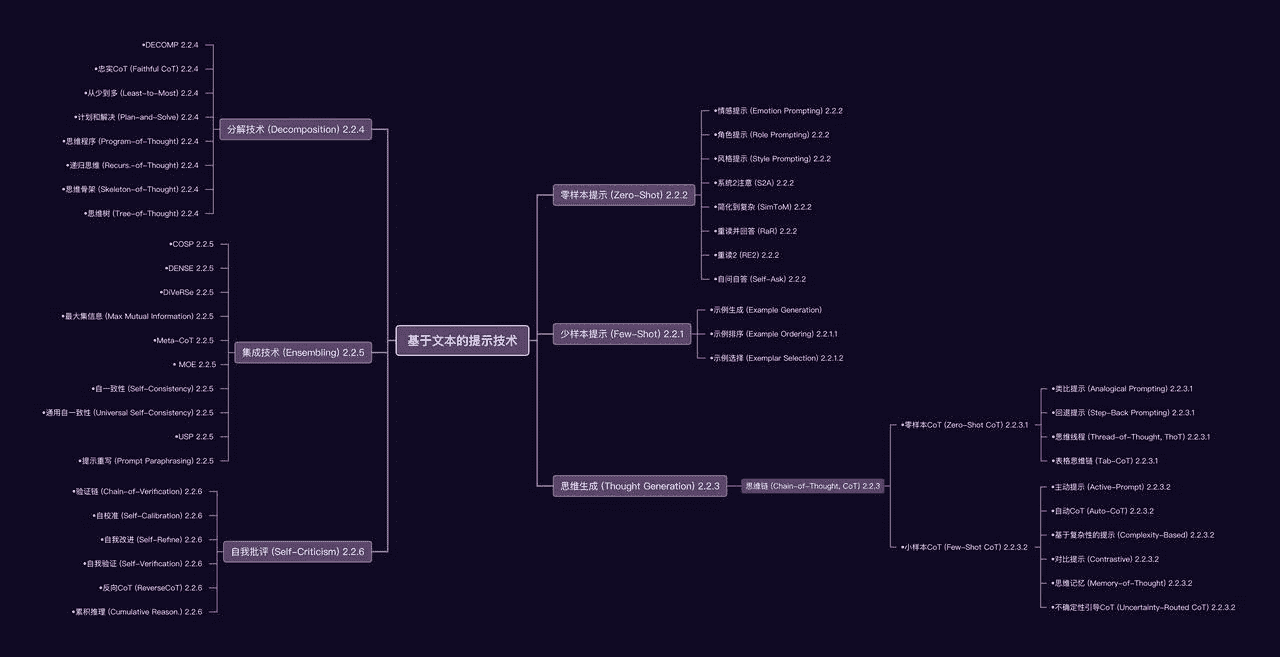 基于文本的提示技术
分解技术 (Decomposition) 2.2.4
•DECOMP 2.2.4
•忠实CoT (Faithful CoT) 2.2.4
•从少到多 (Least-to-Most) 2.2.4
•计划和解决 (Plan-and-Solve) 2.2.4
•思维程序 (Program-of-Thought) 2.2.4
•递归思维 (Recurs.-of-Thought) 2.2.4
•思维骨架 (Skeleton-of-Thought) 2.2.4
•思维树 (Tree-of-Thought) 2.2.4
集成技术 (Ensembling) 2.2.5
•COSP 2.2.5
•DENSE 2.2.5
•DiVeRSe 2.2.5
•最大集信息 (Max Mutual Information) 2.2.5
•Meta-CoT 2.2.5
• MOE 2.2.5
•自一致性 (Self-Consistency) 2.2.5
•通用自一致性 (Universal Self-Consistency) 2.2.5
•USP 2.2.5
•提示重写 (Prompt Paraphrasing) 2.2.5
自我批评 (Self-Criticism) 2.2.6
•验证链 (Chain-of-Verification) 2.2.6
•自校准 (Self-Calibration) 2.2.6
•自我改进 (Self-Refine) 2.2.6
•自我验证 (Self-Verification) 2.2.6
•反向CoT (ReverseCoT) 2.2.6
•累积推理 (Cumulative Reason.) 2.2.6
零样本提示 (Zero-Shot) 2.2.2
•情感提示 (Emotion Prompting) 2.2.2
•角色提示 (Role Prompting) 2.2.2
•风格提示 (Style Prompting) 2.2.2
•系统2注意 (S2A) 2.2.2
•简化到复杂 (SimToM) 2.2.2
•重读并回答 (RaR) 2.2.2
•重读2 (RE2) 2.2.2
•自问自答 (Self-Ask) 2.2.2
少样本提示 (Few-Shot) 2.2.1
•示例生成 (Example Generation)
•示例排序 (Example Ordering) 2.2.1.1
•示例选择 (Exemplar Selection) 2.2.1.2
思维生成 (Thought Generation) 2.2.3
思维链 (Chain-of-Thought, CoT) 2.2.3
•零样本CoT (Zero-Shot CoT) 2.2.3.1
•类比提示 (Analogical Prompting) 2.2.3.1
•回退提示 (Step-Back Prompting) 2.2.3.1
•思维线程 (Thread-of-Thought, ThoT) 2.2.3.1
•表格思维链 (Tab-CoT) 2.2.3.1
•小样本CoT (Few-Shot CoT) 2.2.3.2
•主动提示 (Active-Prompt) 2.2.3.2
•自动CoT (Auto-CoT) 2.2.3.2
•基于复杂性的提示 (Complexity-Based) 2.2.3.2
•对比提示 (Contrastive) 2.2.3.2
•思维记忆 (Memory-of-Thought) 2.2.3.2
•不确定性引导CoT (Uncertainty-Routed CoT) 2.2.3.2